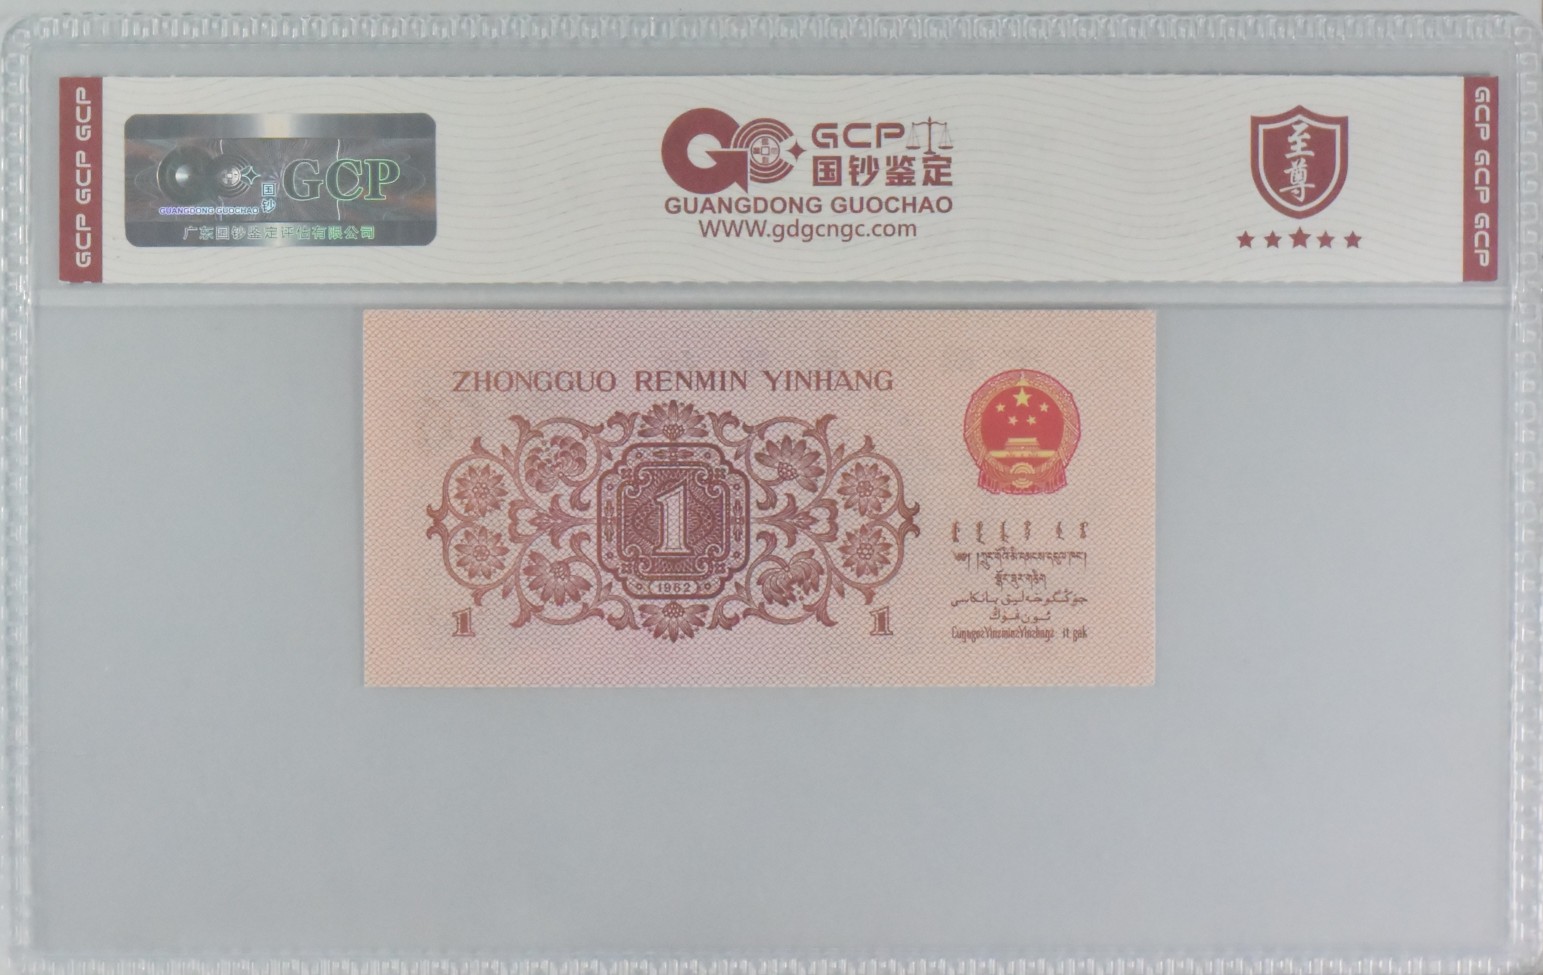 GCP GCP GCP
国钞
GCP
GUANGDONG GUOCHAO
广东国钞鉴定评估有限公司
GCP
国钞鉴定
GUANGDONG GUOCHAO
WWW.gdgcngc.com
至尊
GCP GCP GCP
ZHONGGUO RENMIN YINHANG
1
1962
1
1